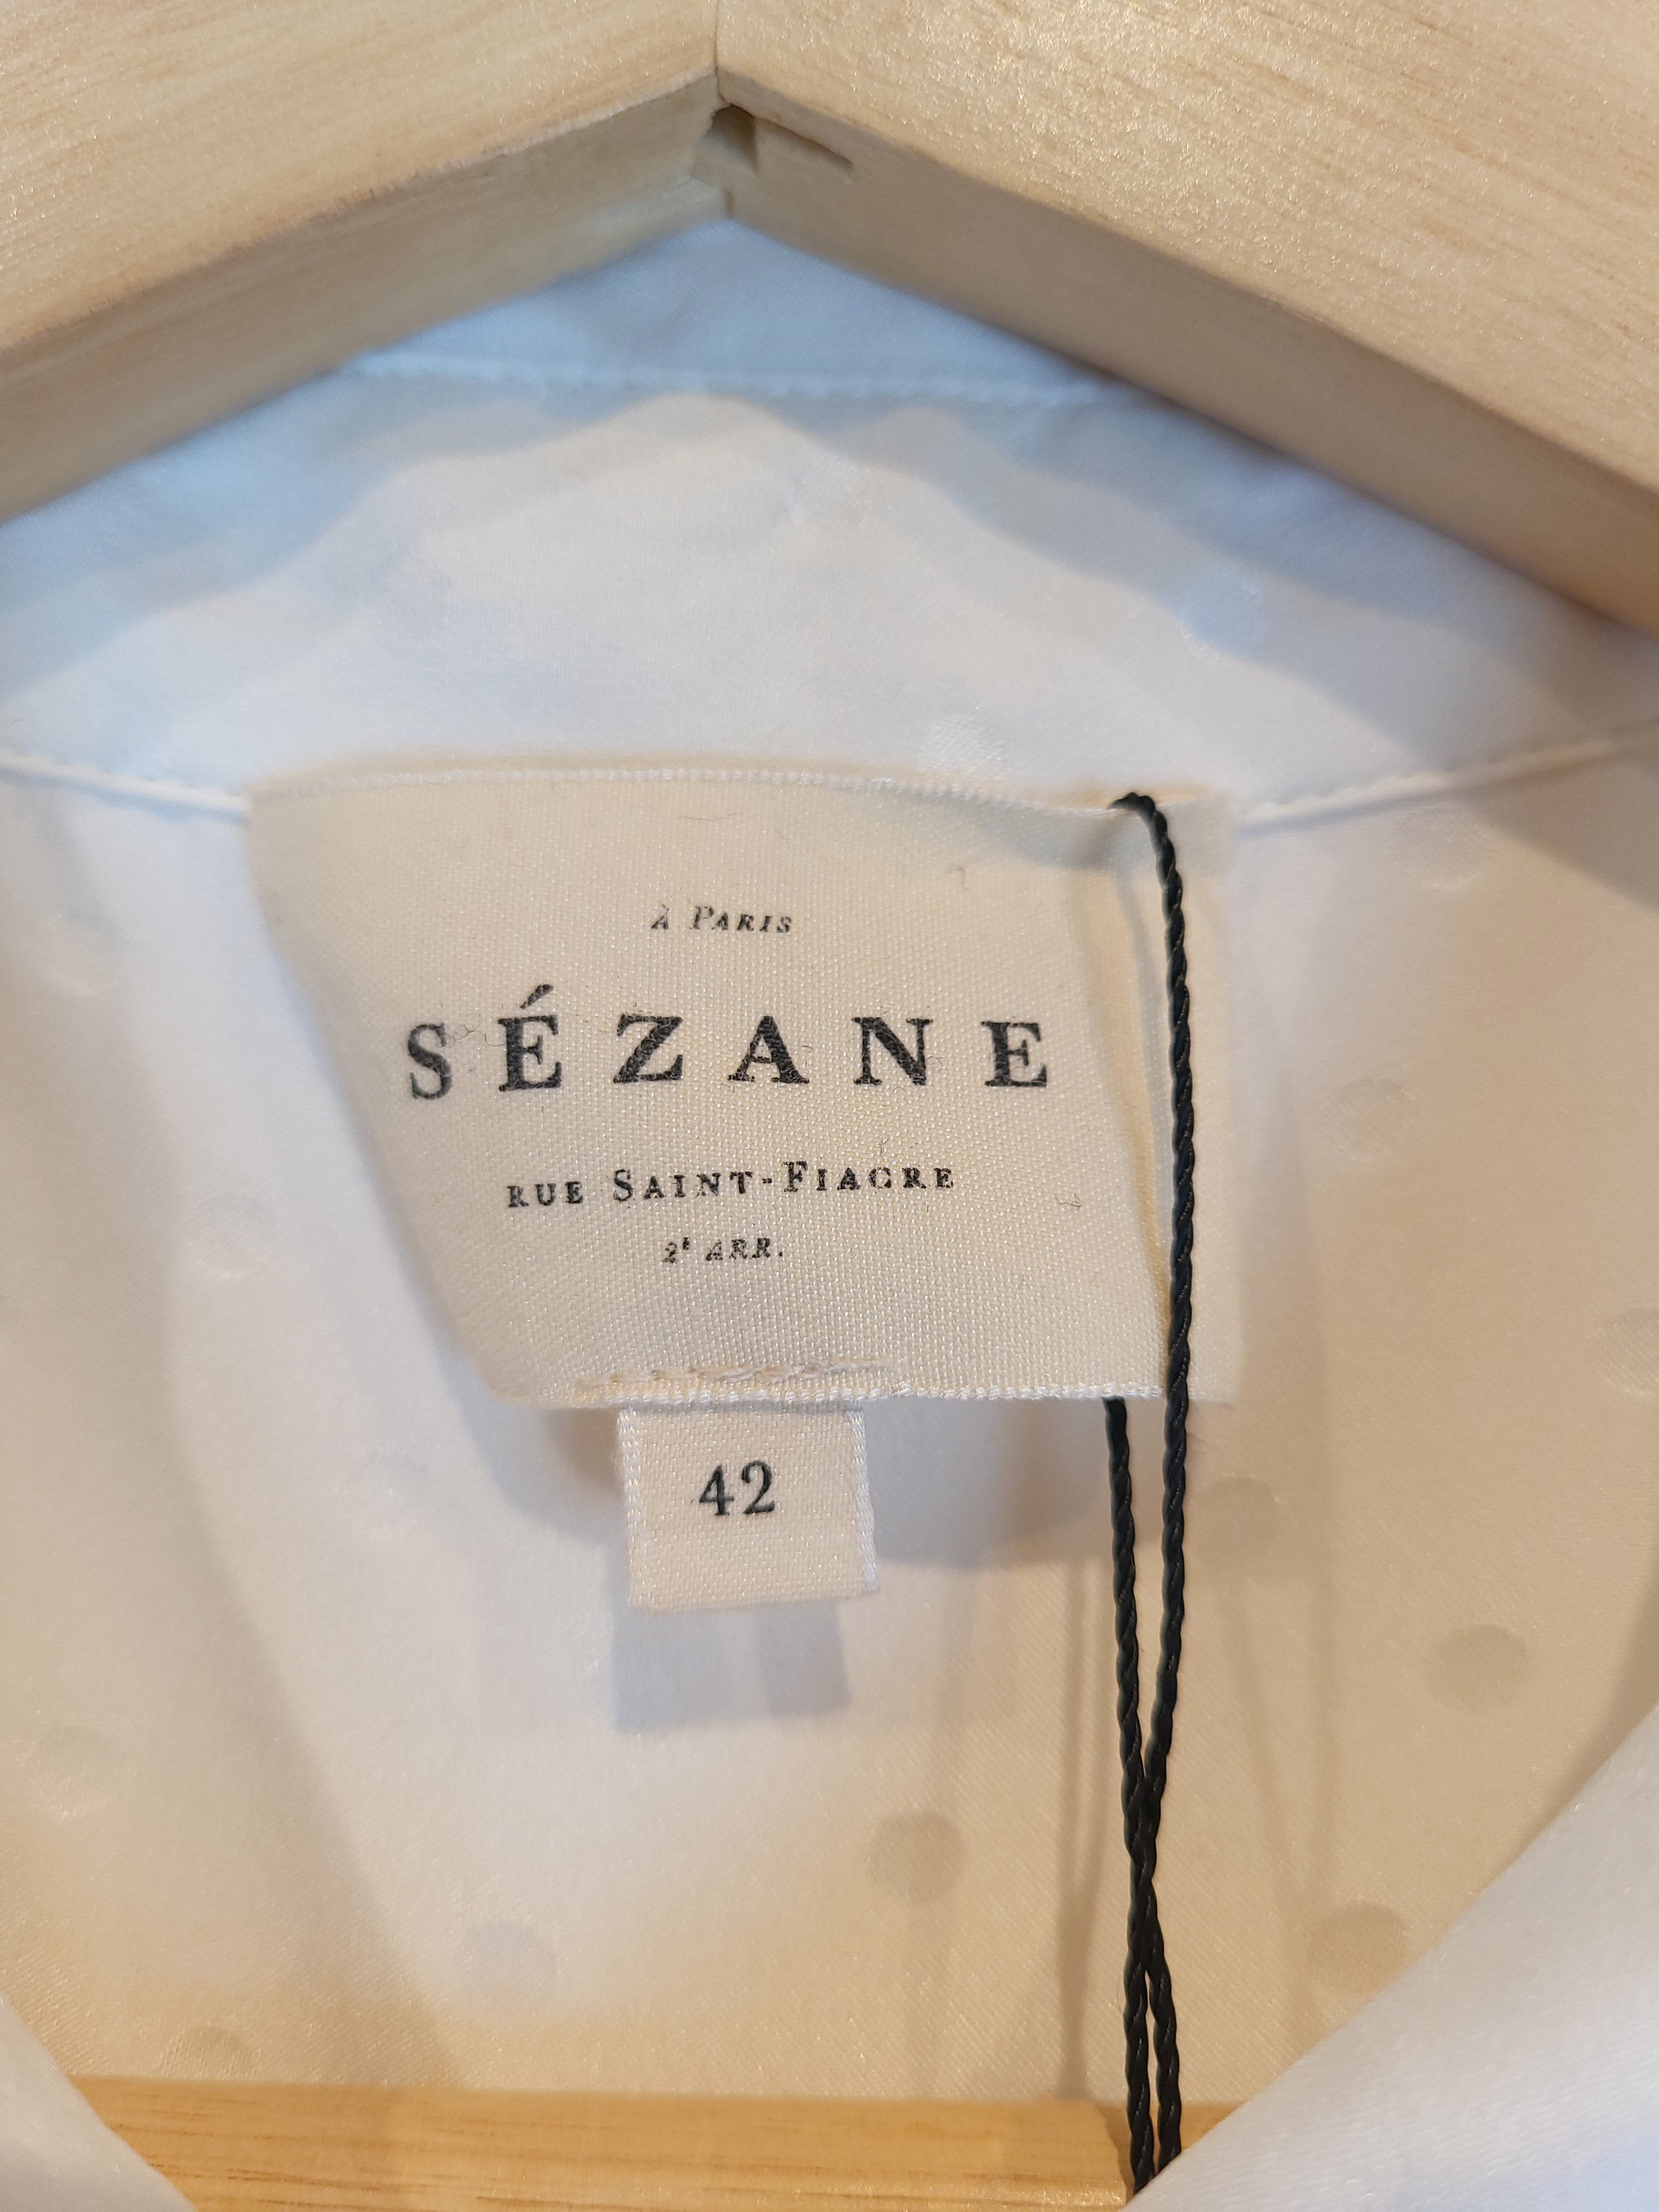 À PARIS
SÉZANE
RUE SAINT-FIACRE
2e ARR.
42